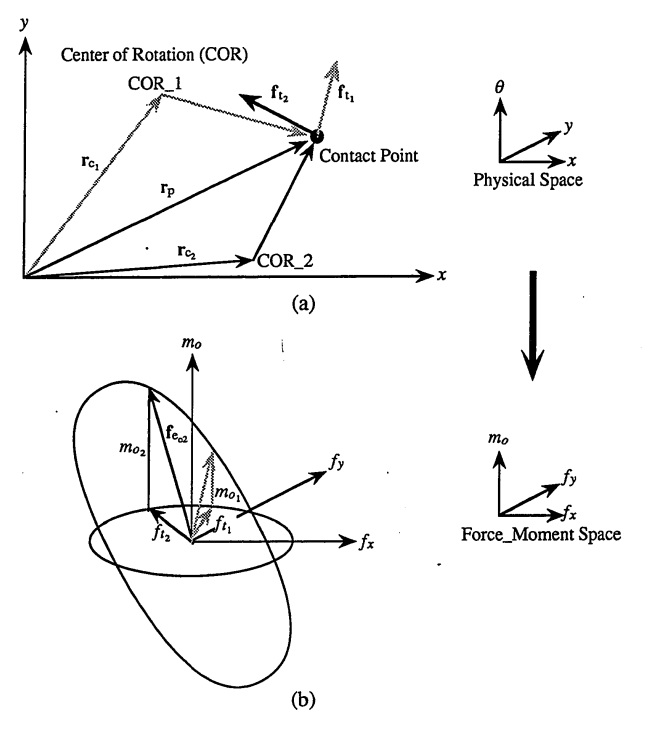 y
Center of Rotation (COR)
COR_1
f_t₂
f_t₁
θ
y
x
Contact Point
r_c₁
r_p
Physical Space
r_c₂
COR_2
x
(a)
m_o
f_e_o2
m_o₂
f_y
m_o₁
f_t₂
f_t₁
f_x
m_o
f_y
f_x
Force_Moment Space
(b)